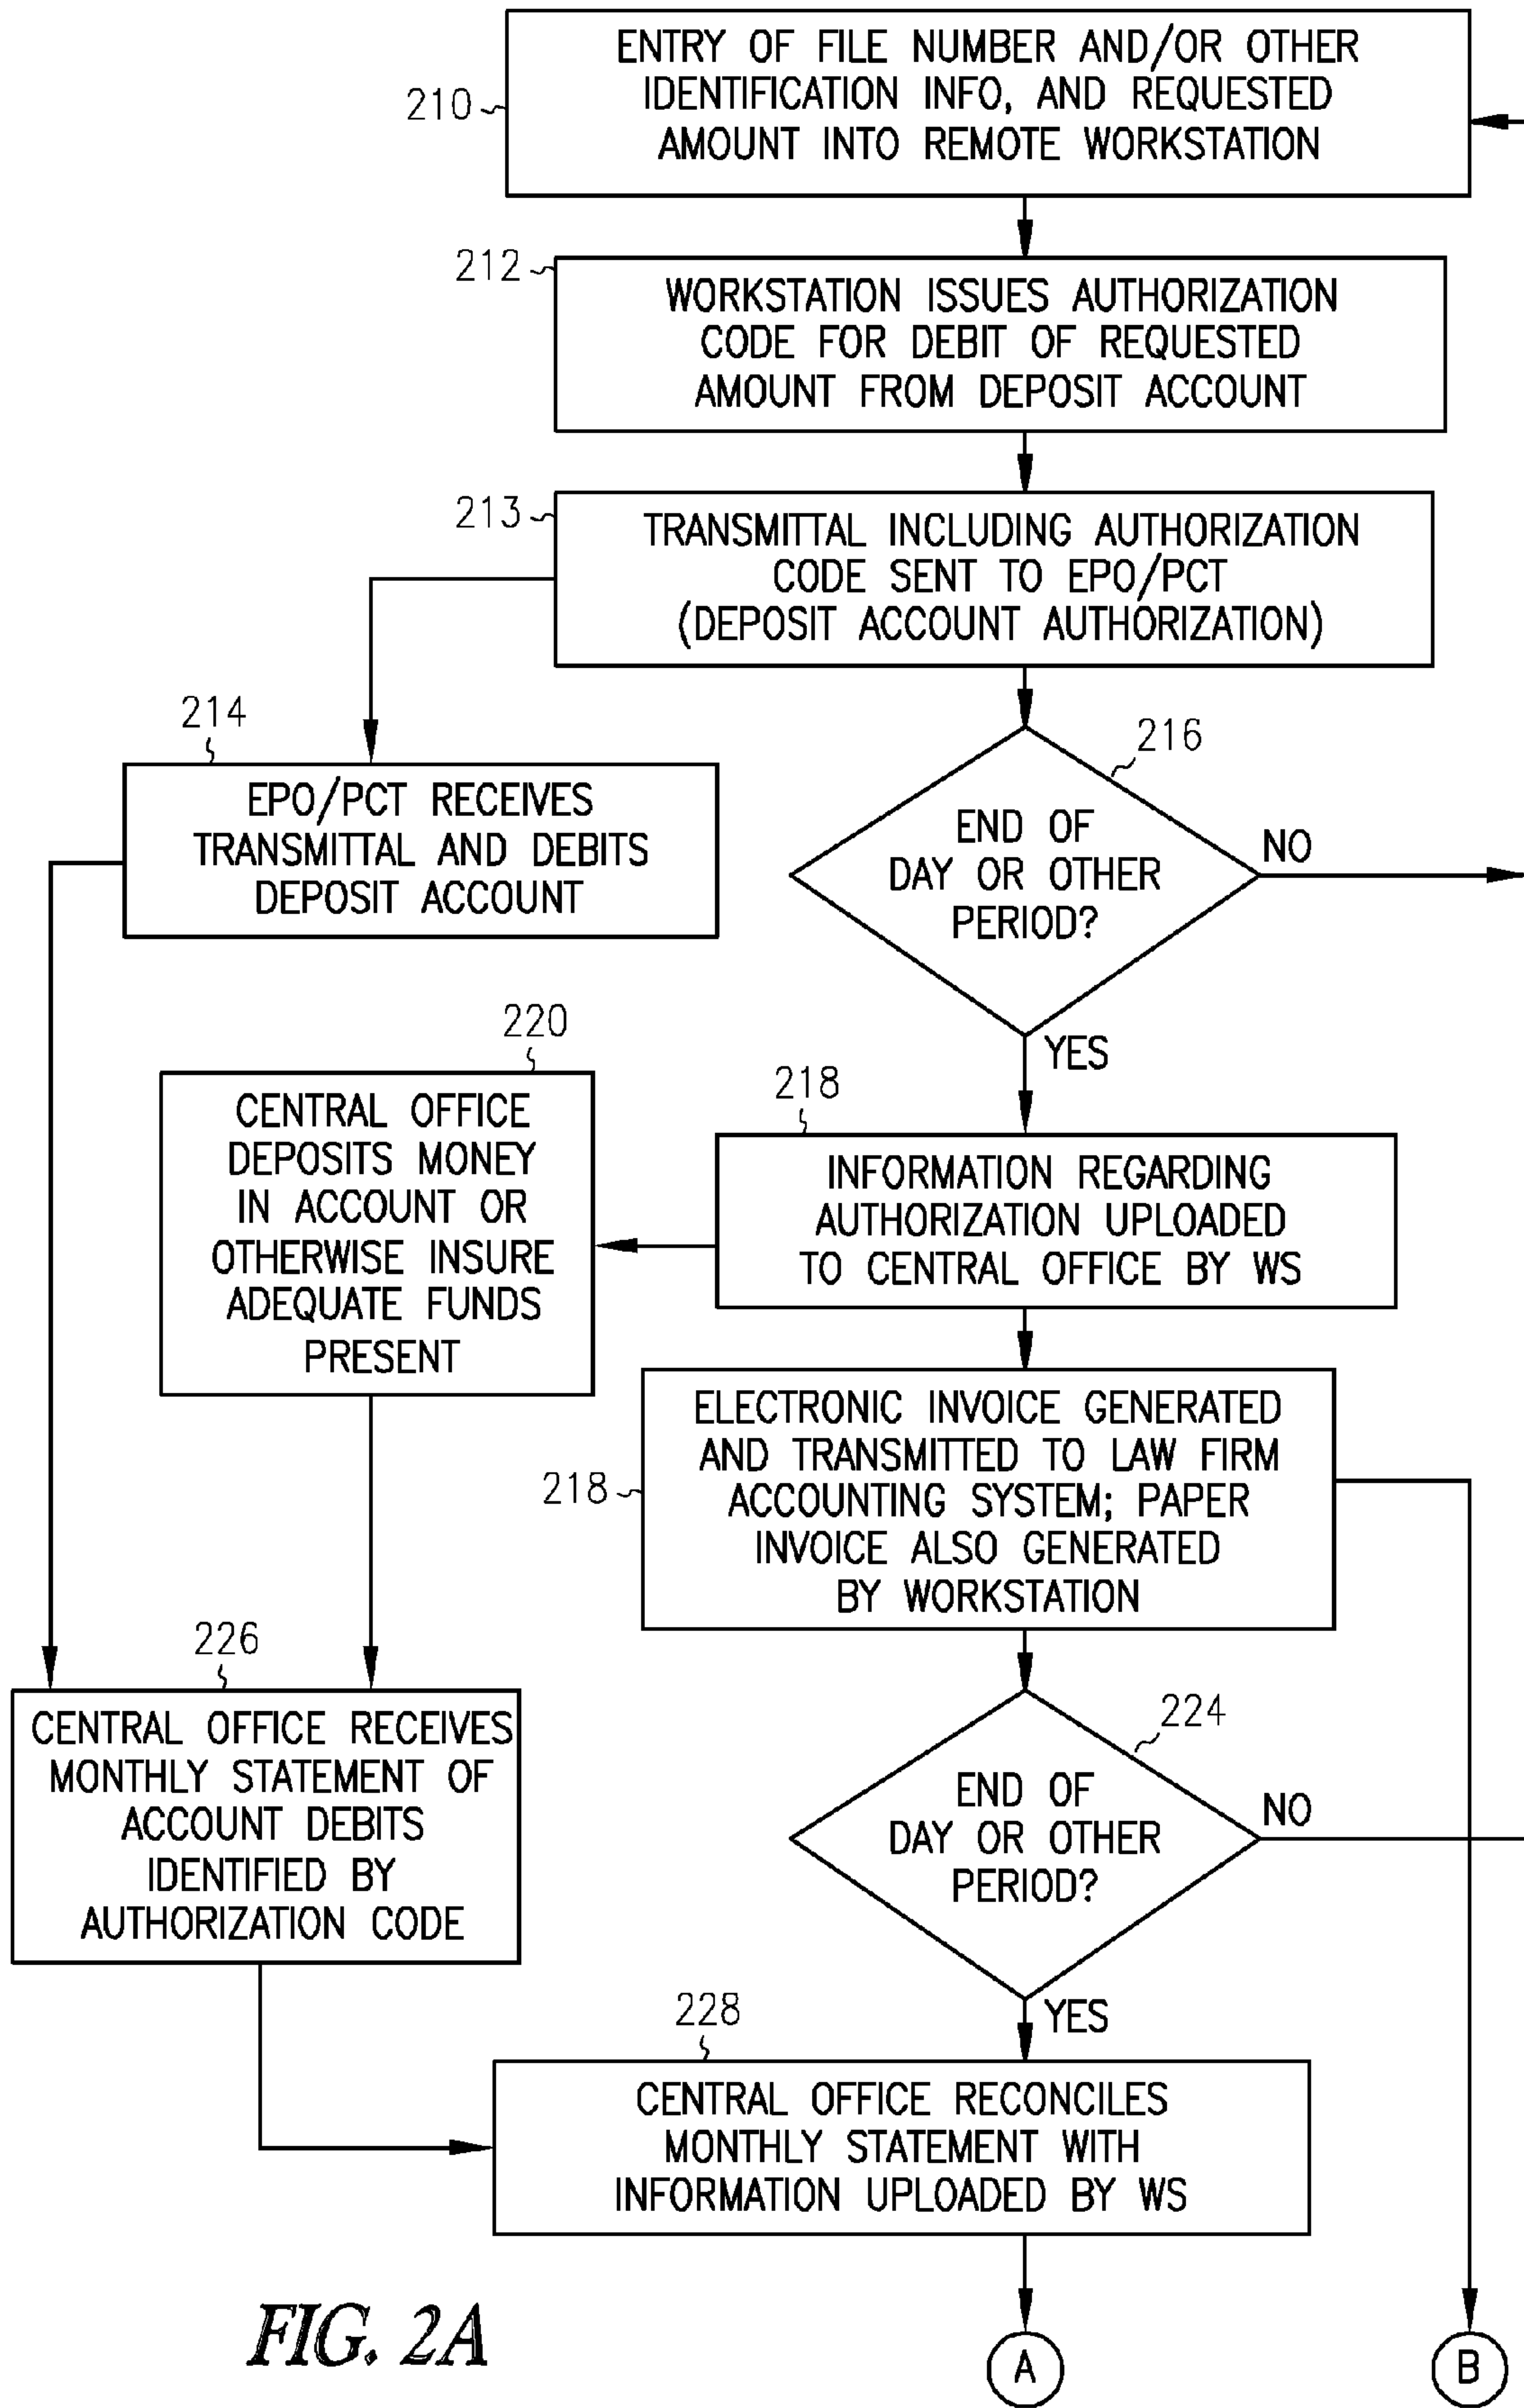 210
ENTRY OF FILE NUMBER AND/OR OTHER
IDENTIFICATION INFO, AND REQUESTED
AMOUNT INTO REMOTE WORKSTATION
212
WORKSTATION ISSUES AUTHORIZATION
CODE FOR DEBIT OF REQUESTED
AMOUNT FROM DEPOSIT ACCOUNT
213
TRANSMITTAL INCLUDING AUTHORIZATION
CODE SENT TO EPO/PCT
(DEPOSIT ACCOUNT AUTHORIZATION)
214
EPO/PCT RECEIVES
TRANSMITTAL AND DEBITS
DEPOSIT ACCOUNT
216
END OF
DAY OR OTHER
PERIOD?
NO
YES
220
CENTRAL OFFICE
DEPOSITS MONEY
IN ACCOUNT OR
OTHERWISE INSURE
ADEQUATE FUNDS
PRESENT
218
INFORMATION REGARDING
AUTHORIZATION UPLOADED
TO CENTRAL OFFICE BY WS
218
ELECTRONIC INVOICE GENERATED
AND TRANSMITTED TO LAW FIRM
ACCOUNTING SYSTEM; PAPER
INVOICE ALSO GENERATED
BY WORKSTATION
226
CENTRAL OFFICE RECEIVES
MONTHLY STATEMENT OF
ACCOUNT DEBITS
IDENTIFIED BY
AUTHORIZATION CODE
224
END OF
DAY OR OTHER
PERIOD?
NO
YES
228
CENTRAL OFFICE RECONCILES
MONTHLY STATEMENT WITH
INFORMATION UPLOADED BY WS
FIG. 2A
A
B